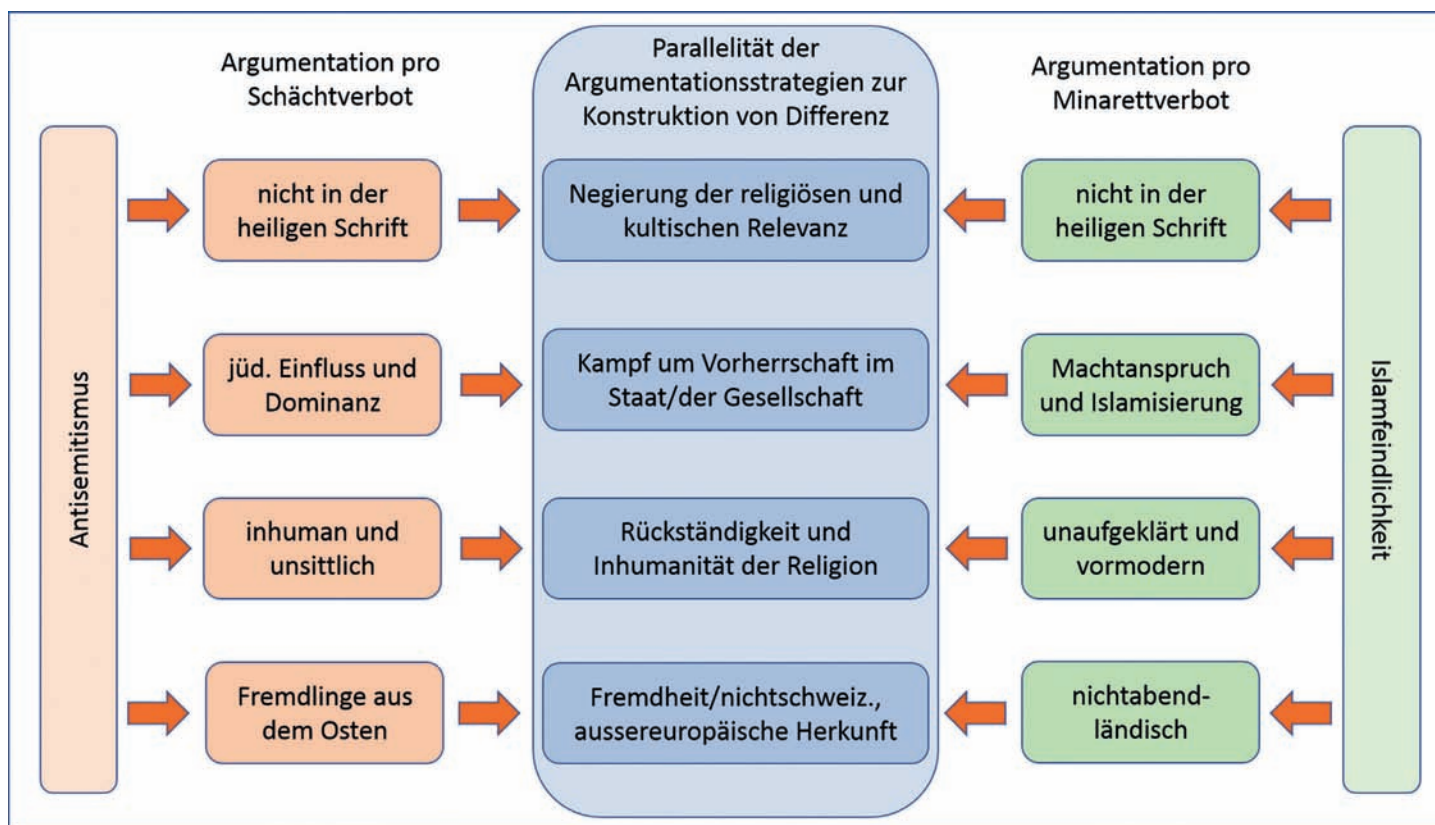 Argumentation pro
Schächtverbot
Parallelität der
Argumentationsstrategien zur
Konstruktion von Differenz
Argumentation pro
Minarettverbot
Antisemitismus
nicht in der
heiligen Schrift
Negierung der religiösen und
kultischen Relevanz
nicht in der
heiligen Schrift
jüd. Einfluss und
Dominanz
Kampf um Vorherrschaft im
Staat/der Gesellschaft
Machtanspruch
und Islamisierung
inhuman und
unsittlich
Rückständigkeit und
Inhumanität der Religion
unaufgeklärt und
vormodern
Fremdlinge aus
dem Osten
Fremdheit/nichtschweiz.,
aussereuropäische Herkunft
nichtabend-
ländisch
Islamfeindlichkeit